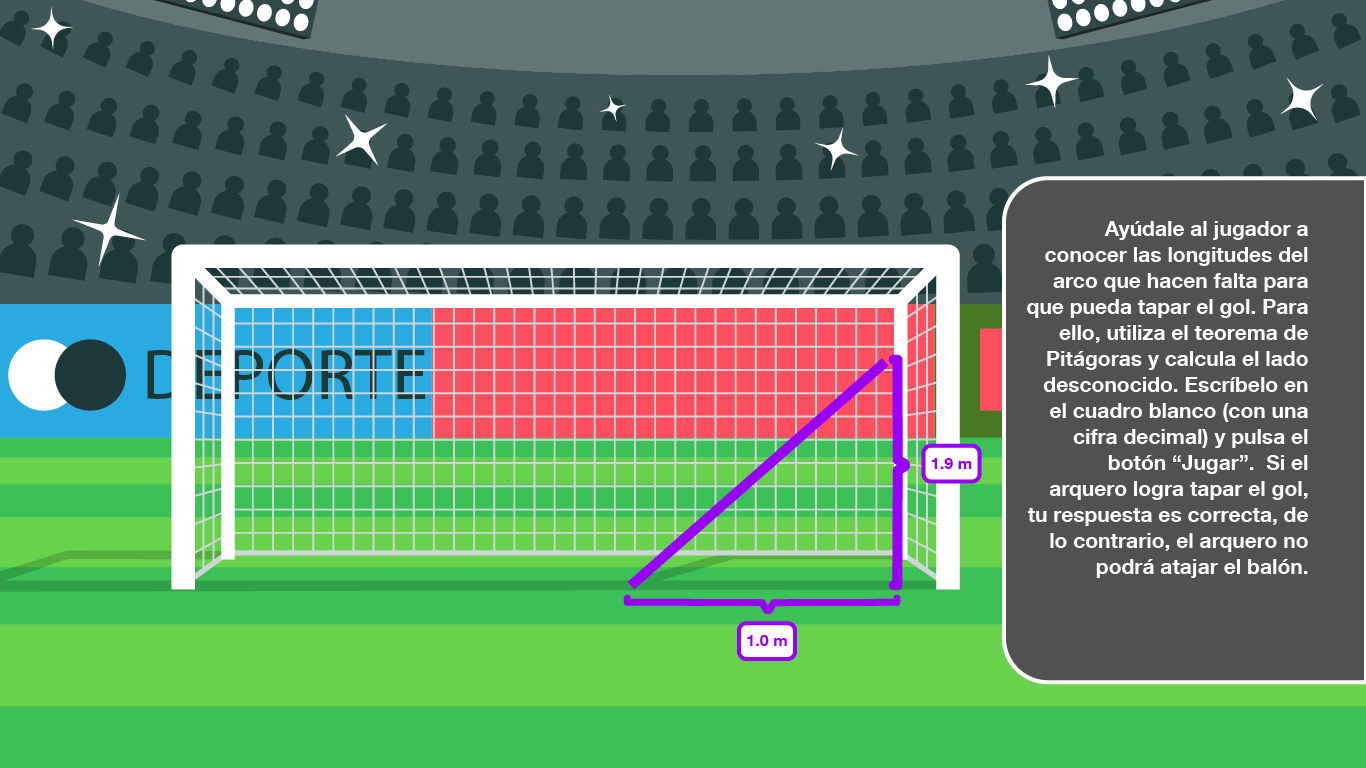 Ayúdale al jugador a
conocer las longitudes del
arco que hacen falta para
que pueda tapar el gol. Para
ello, utiliza el teorema de
Pitágoras y calcula el lado
desconocido. Escríbelo en
el cuadro blanco (con una
cifra decimal) y pulsa el
botón “Jugar”.  Si el
arquero logra tapar el gol,
tu respuesta es correcta, de
lo contrario, el arquero no
podrá atajar el balón.
DEPORTE
1.9 m
1.0 m